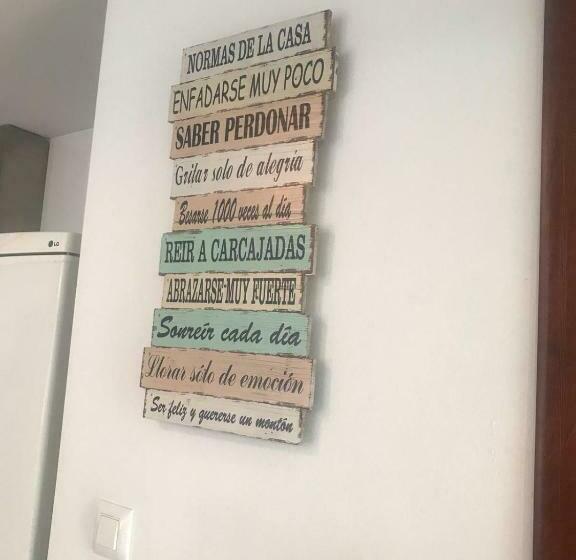 NORMAS DE LA CASA
ENFADARSE MUY POCO
SABER PERDONAR
Gritar solo de alegría
Besarse 1000 veces al día
REIR A CARCAJADAS
ABRAZARSE MUY FUERTE
Sonreír cada día
Llorar sólo de emoción
Ser feliz y quererse un montón
LG